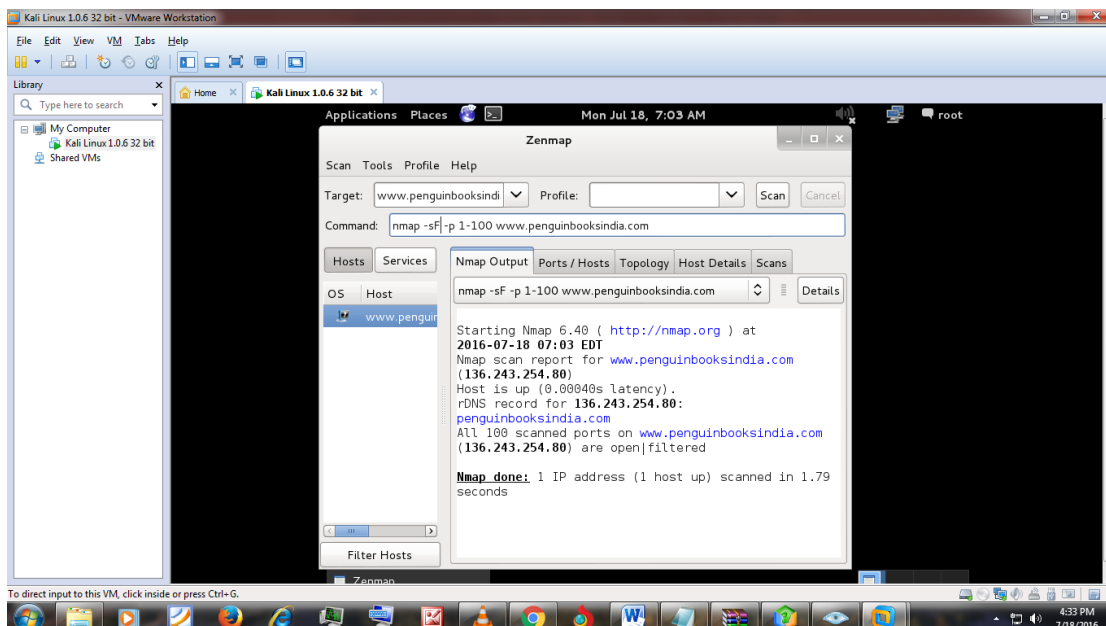 Kali Linux 1.0.6 32 bit - VMware Workstation
File Edit View VM Tabs Help
Library
Home
Kali Linux 1.0.6 32 bit
Type here to search
My Computer
Kali Linux 1.0.6 32 bit
Shared VMs
Applications Places Mon Jul 18, 7:03 AM root
Zenmap
Scan Tools Profile Help
Target: www.penguinbooksindi Profile: Scan Cancel
Command: nmap -sF -p 1-100 www.penguinbooksindia.com
Hosts Services
Nmap Output Ports / Hosts Topology Host Details Scans
OS Host
nmap -sF -p 1-100 www.penguinbooksindia.com Details
www.penguin
Starting Nmap 6.40 ( http://nmap.org ) at
2016-07-18 07:03 EDT
Nmap scan report for www.penguinbooksindia.com
(136.243.254.80)
Host is up (0.00040s latency).
rDNS record for 136.243.254.80:
penguinbooksindia.com
All 100 scanned ports on www.penguinbooksindia.com
(136.243.254.80) are open|filtered
Nmap done: 1 IP address (1 host up) scanned in 1.79
seconds
Filter Hosts
Zenmap
To direct input to this VM, click inside or press Ctrl+G.
4:33 PM
7/18/2016